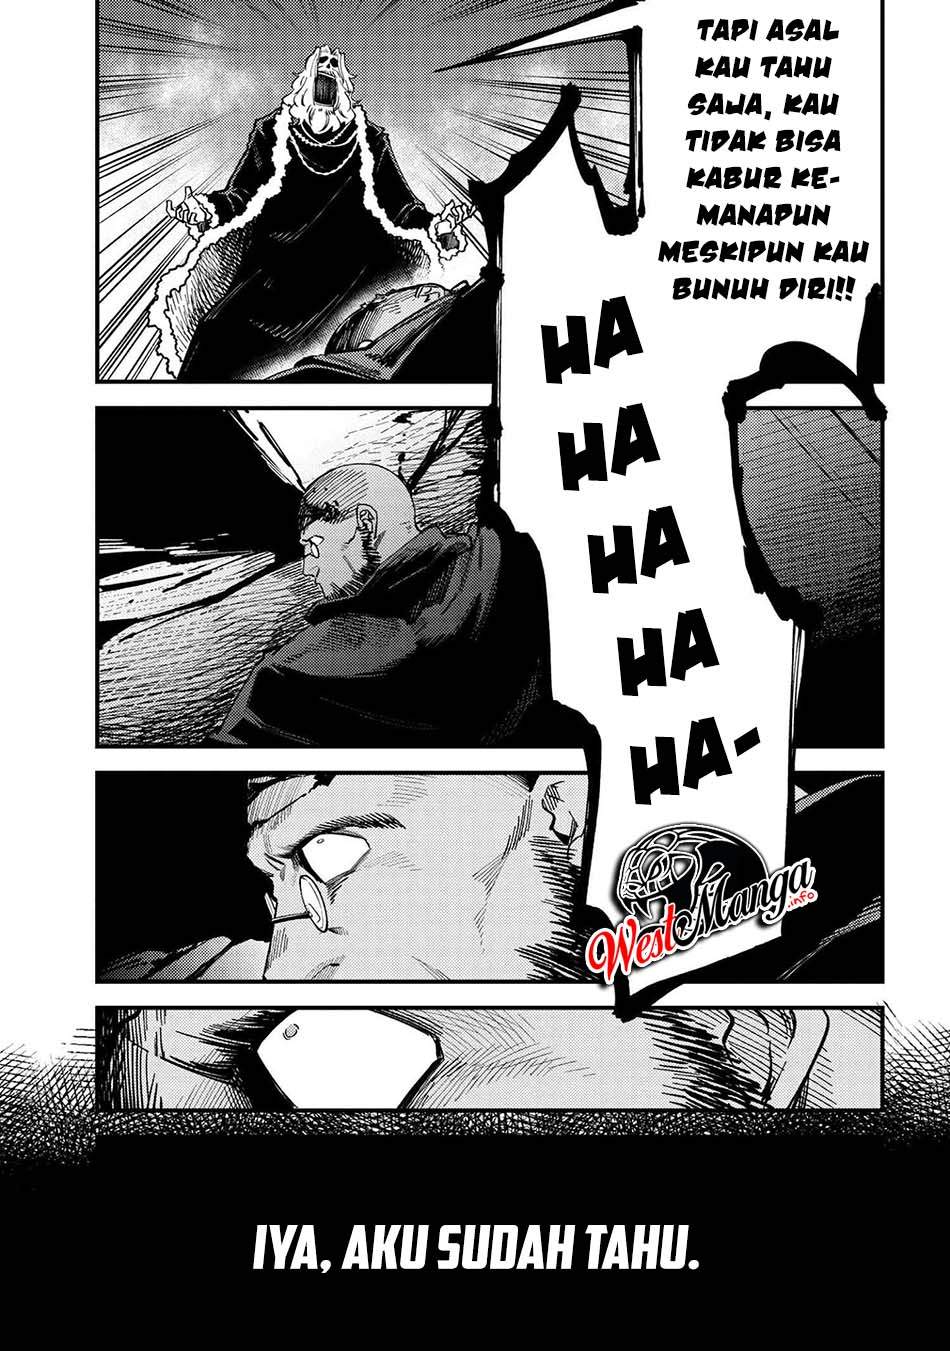 TAPI ASAL
KAU TAHU
SAJA, KAU
TIDAK BISA
KABUR KE-
MANAPUN
MESKIPUN KAU
BUNUH DIRI!!
HA
HA
HA
HA
HA-
WestManga
.info
IYA, AKU SUDAH TAHU.